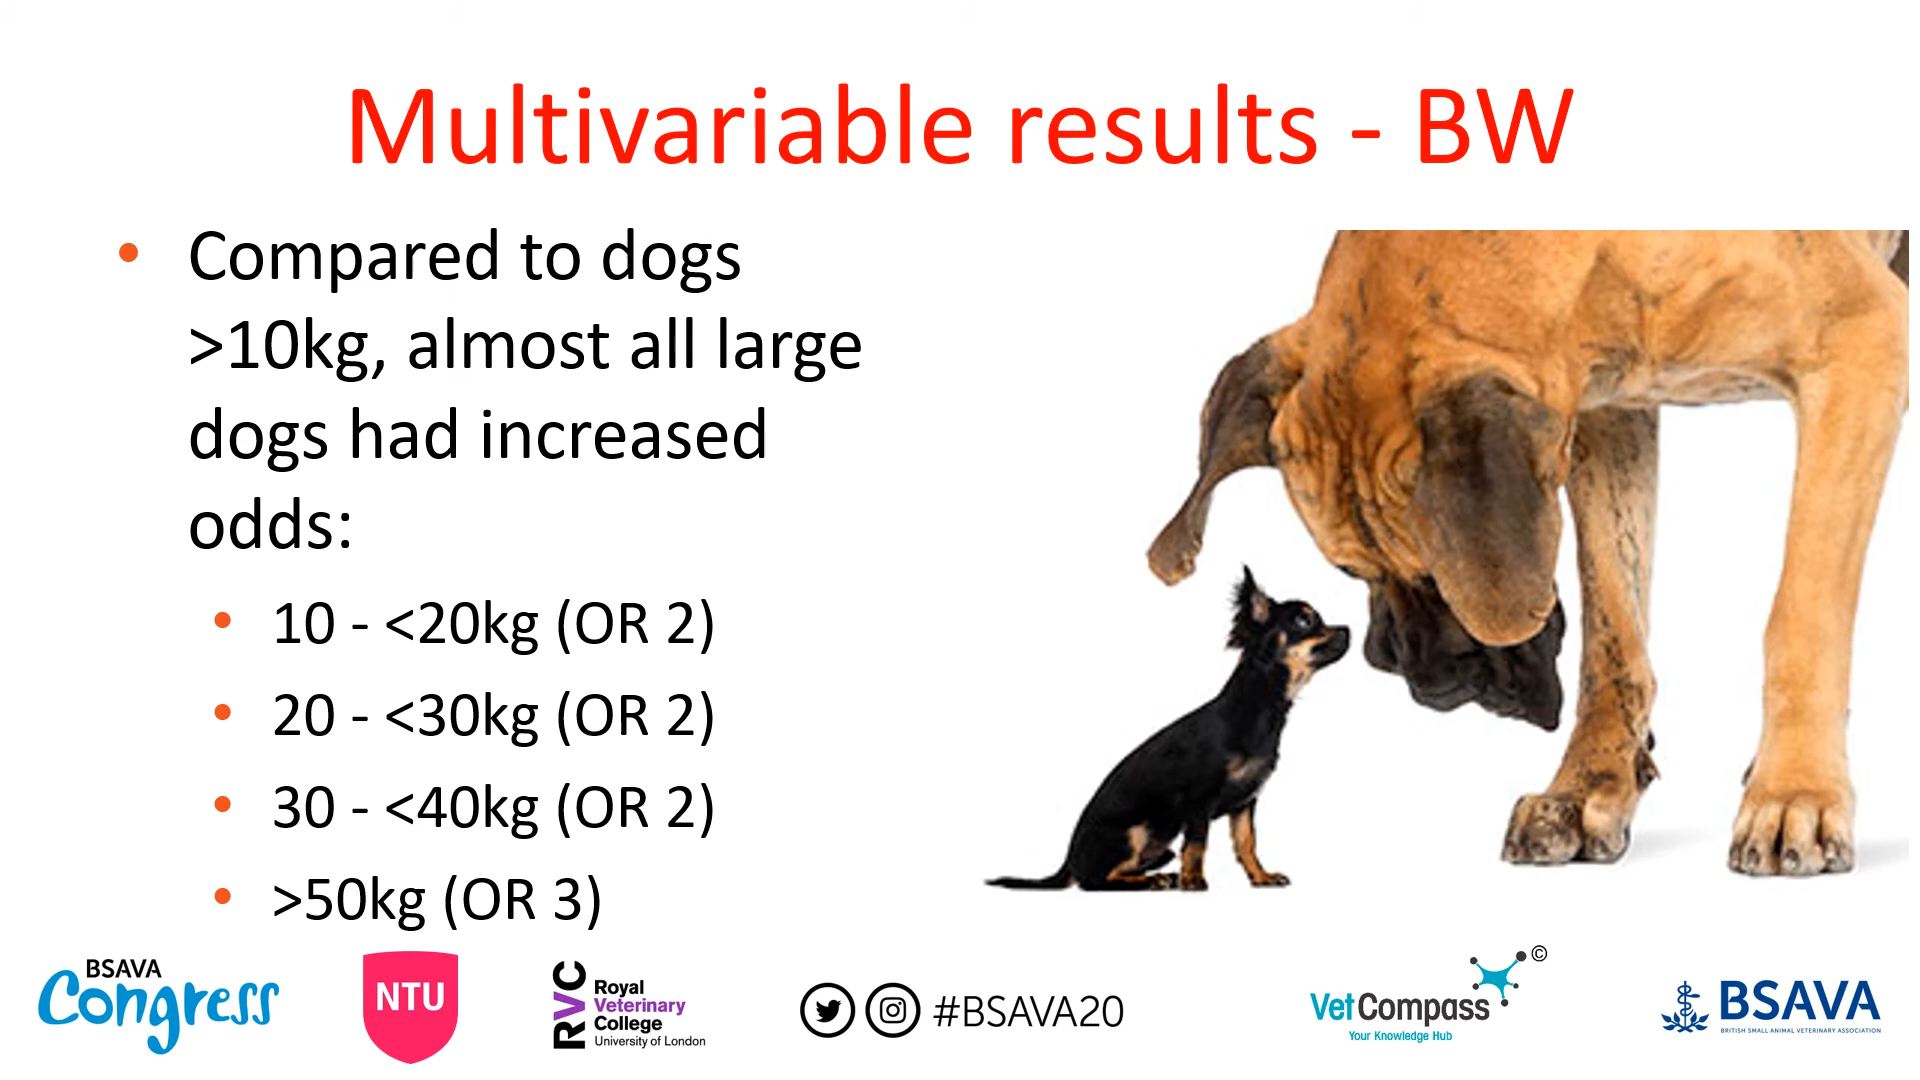 Multivariable results - BW
• Compared to dogs
>10kg, almost all large
dogs had increased
odds:
• 10 - <20kg (OR 2)
• 20 - <30kg (OR 2)
• 30 - <40kg (OR 2)
• >50kg (OR 3)
BSAVA
Congress
NTU
RVC
Royal
Veterinary
College
University of London
#BSAVA20
VetCompass ©
Your Knowledge Hub
BSAVA
BRITISH SMALL ANIMAL VETERINARY ASSOCIATION